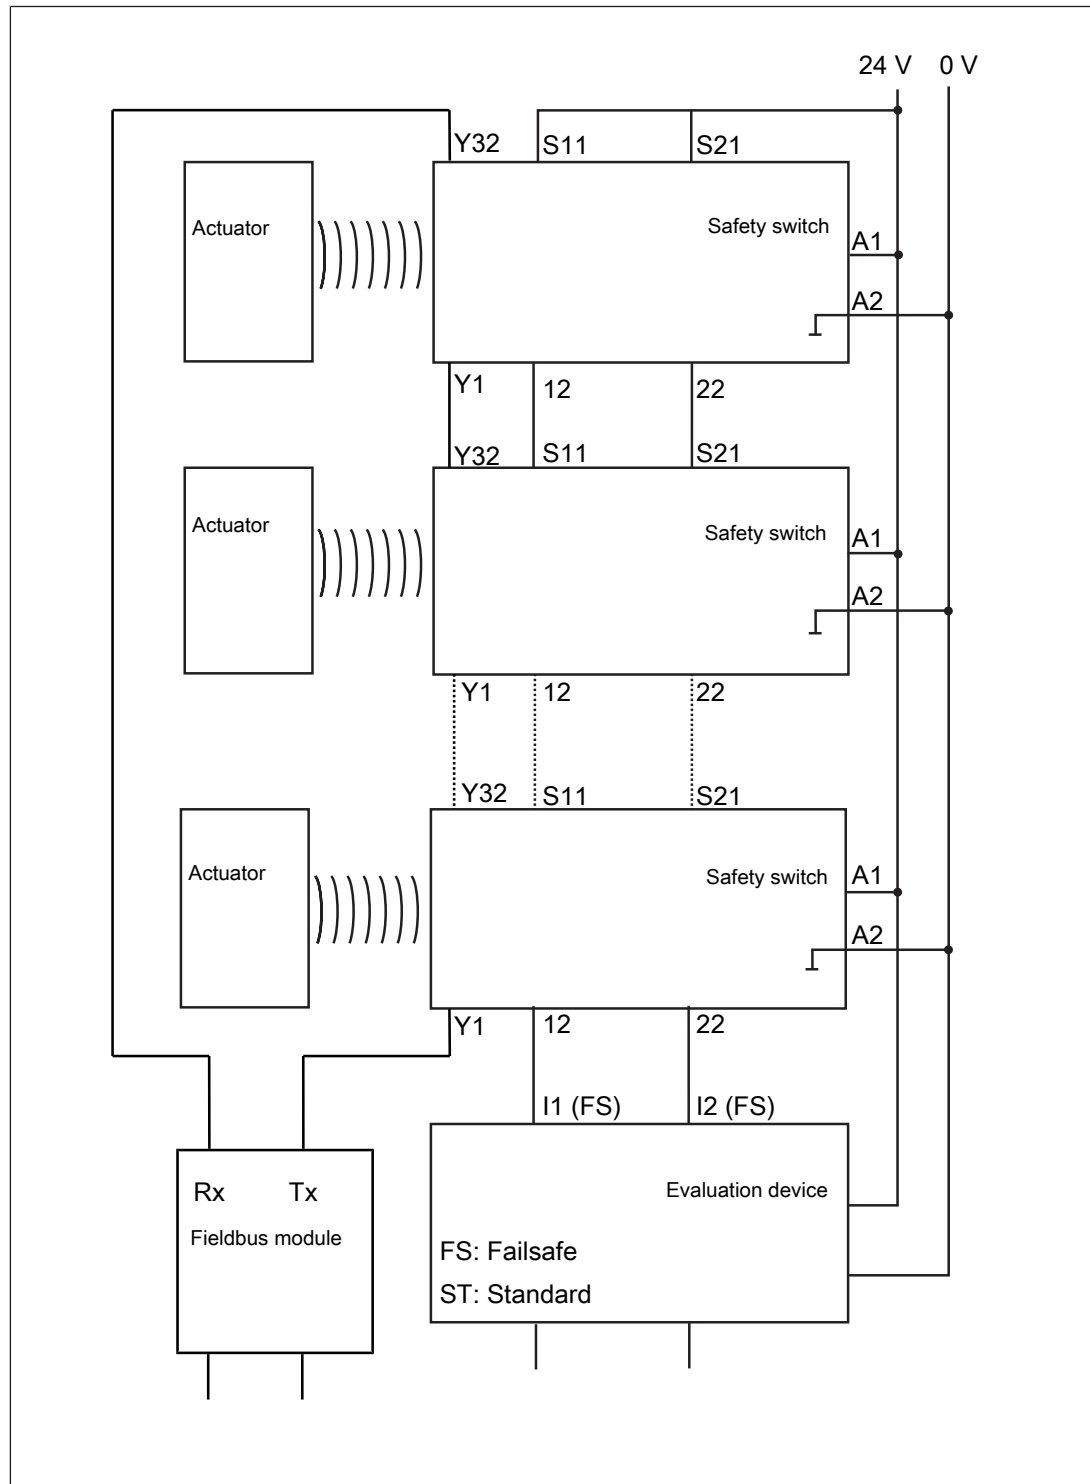 24 V 0 V
Y32 S11 S21
Actuator
Safety switch
A1
A2
Y1 12 22
Y32 S11 S21
Actuator
Safety switch
A1
A2
Y1 12 22
Y32 S11 S21
Actuator
Safety switch
A1
A2
Y1 12 22
I1 (FS) I2 (FS)
Rx Tx
Fieldbus module
Evaluation device
FS: Failsafe
ST: Standard